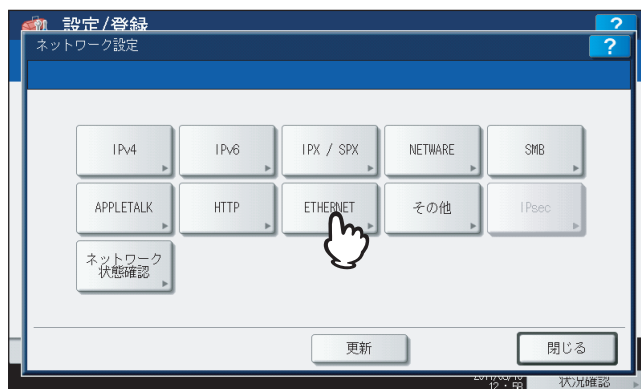 設定/登録 ?
ネットワーク設定 ?
IPv4 IPv6 IPX / SPX NETWARE SMB
APPLETALK HTTP ETHERNET その他 IPsec
ネットワーク
状態確認
更新 閉じる
12:58 状況確認